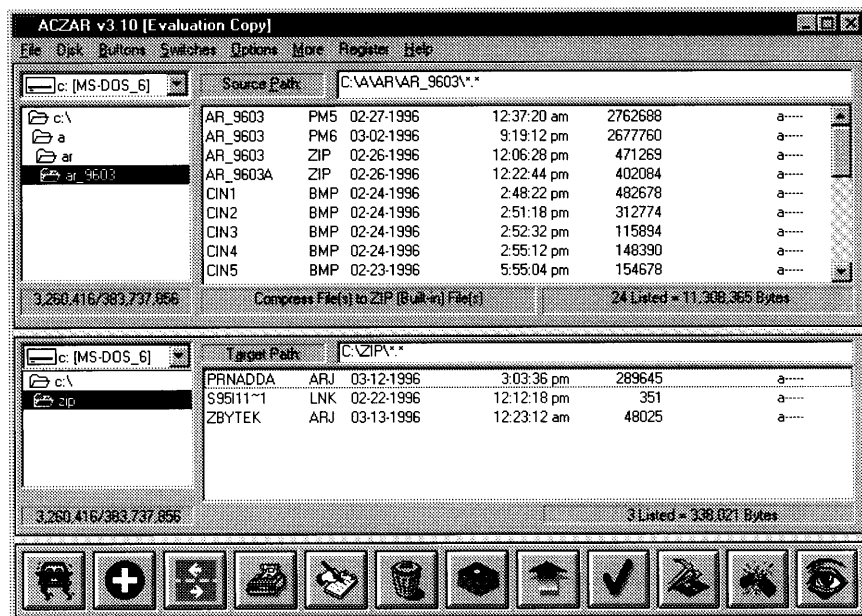 ACZAR v3.10 [Evaluation Copy]
File Disk Buttons Switches Options More Register Help
c: [MS-DOS_6] Source Path: C:\A\AR\AR_9603\*.*
c:\
a
ar
ar_9603
AR_9603 PM5 02-27-1996 12:37:20 am 2762688 a-----
AR_9603 PM6 03-02-1996 9:19:12 pm 2677760 a-----
AR_9603 ZIP 02-26-1996 12:06:28 pm 471269 a-----
AR_9603A ZIP 02-26-1996 12:22:44 pm 402084 a-----
CIN1 BMP 02-24-1996 2:48:22 pm 482678 a-----
CIN2 BMP 02-24-1996 2:51:18 pm 312774 a-----
CIN3 BMP 02-24-1996 2:52:32 pm 115894 a-----
CIN4 BMP 02-24-1996 2:55:12 pm 148390 a-----
CIN5 BMP 02-23-1996 5:55:04 pm 154678 a-----
3,260,416/383,737,856 Compress File(s) to ZIP [Built-in] File(s) 24 Listed = 11,308,365 Bytes
c: [MS-DOS_6] Target Path: C:\ZIP\*.*
c:\
zip
PRNADDA ARJ 03-12-1996 3:03:36 pm 289645 a-----
S95I11~1 LNK 02-22-1996 12:12:18 pm 351 a-----
ZBYTEK ARJ 03-13-1996 12:23:12 am 48025 a-----
3,260,416/383,737,856 3 Listed = 338,021 Bytes